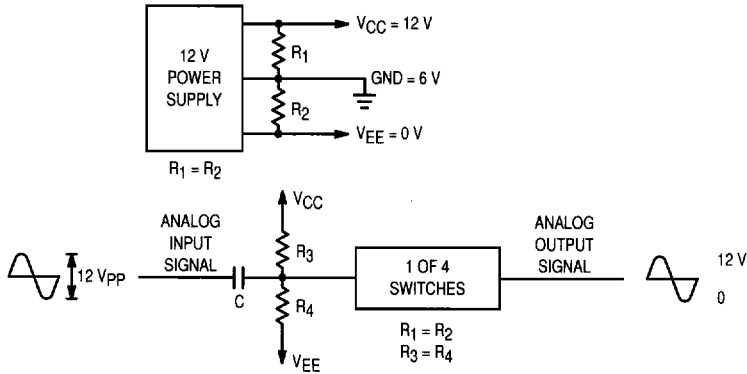 12 V
POWER
SUPPLY
R1
R2
VCC = 12 V
GND = 6 V
VEE = 0 V
R1 = R2
12 VPP
ANALOG
INPUT
SIGNAL
C
VCC
R3
R4
VEE
1 OF 4
SWITCHES
R1 = R2
R3 = R4
ANALOG
OUTPUT
SIGNAL
12 V
0